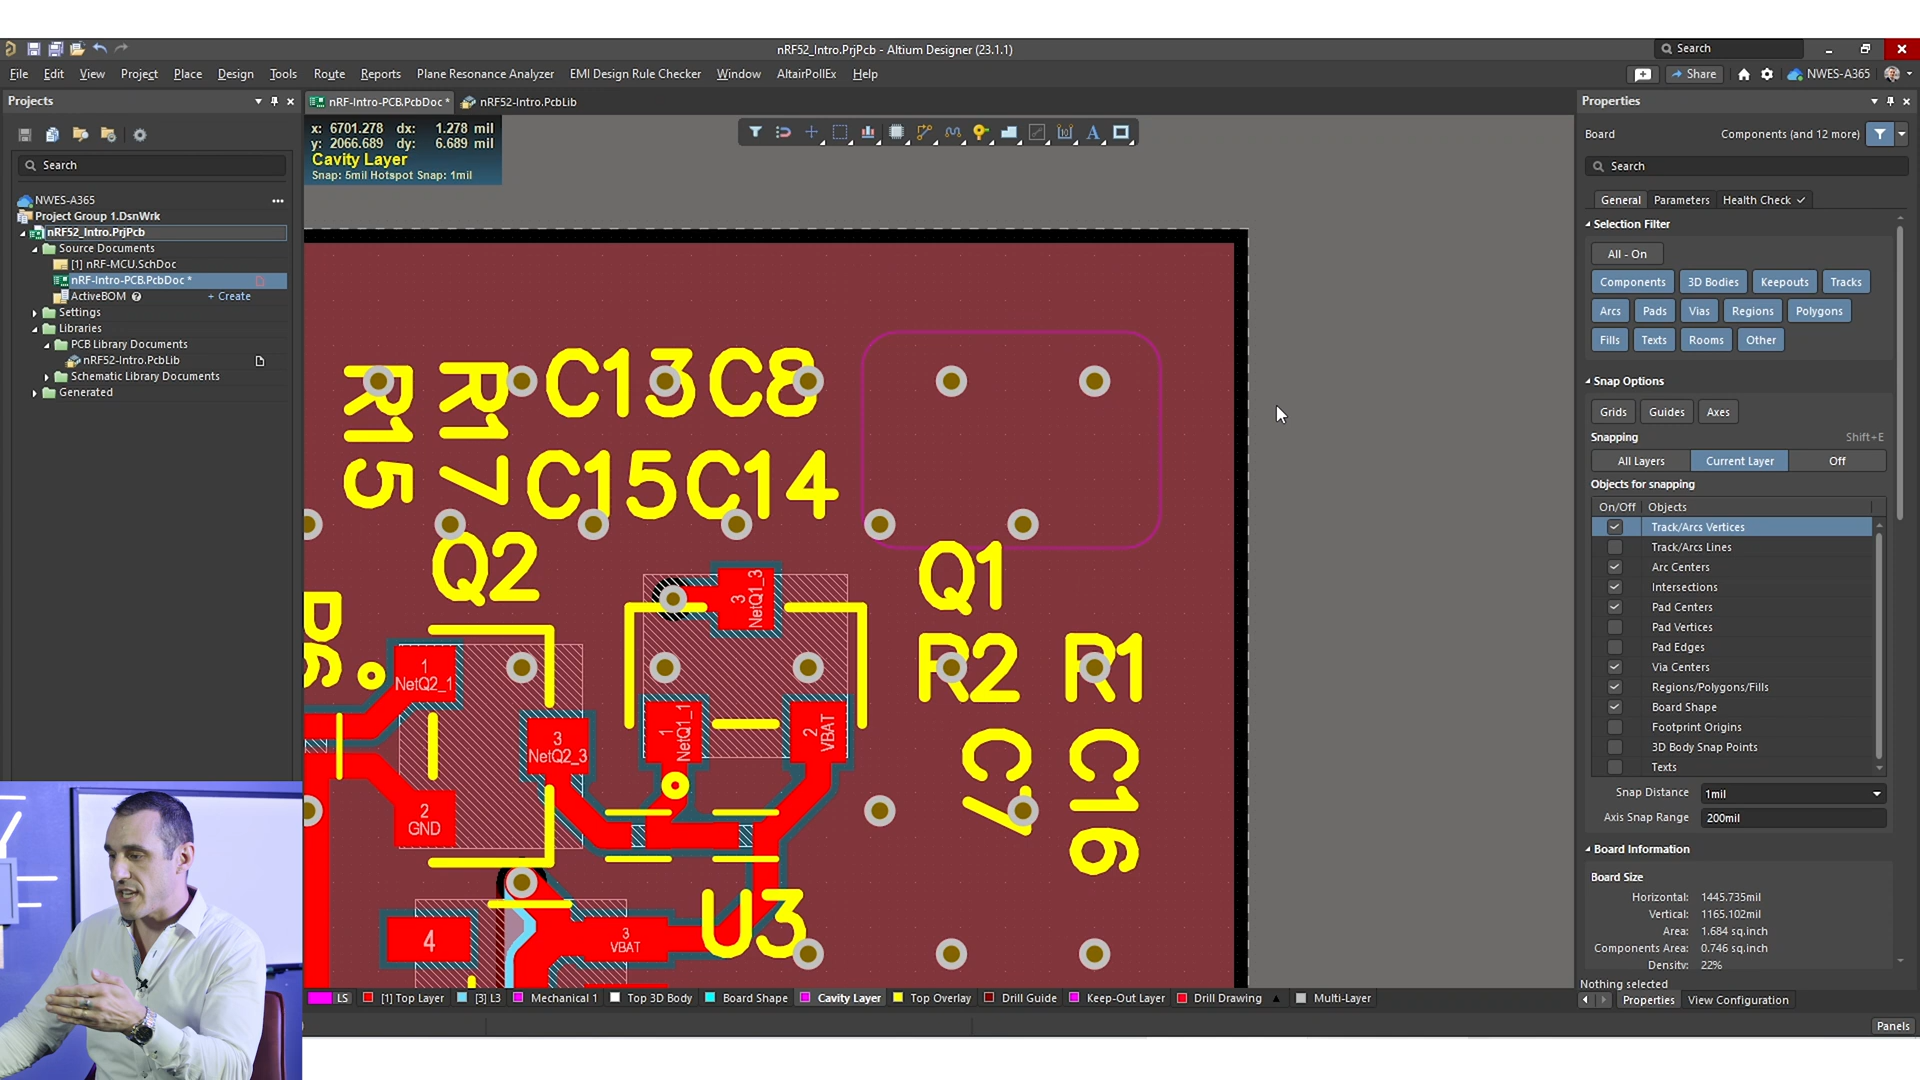 nRF52_Intro.PrjPcb - Altium Designer (23.1.1)
Search
File Edit View Project Place Design Tools Route Reports Plane Resonance Analyzer EMI Design Rule Checker Window AltairPollEx Help
Share
NWES-A365
Projects
Search
NWES-A365
Project Group 1.DsnWrk
nRF52_Intro.PrjPcb
Source Documents
[1] nRF-MCU.SchDoc
nRF-Intro-PCB.PcbDoc *
ActiveBOM
+ Create
Settings
Libraries
PCB Library Documents
nRF52-Intro.PcbLib
Schematic Library Documents
Generated
nRF-Intro-PCB.PcbDoc *
nRF52-Intro.PcbLib
x: 6701.278 dx: 1.278 mil
y: 2066.689 dy: 6.689 mil
Cavity Layer
Snap: 5mil Hotspot Snap: 1mil
R15
R17
C13
C8
C15
C14
Q2
Q1
3
NetQ1_3
R2
R1
R6
1
NetQ2_1
3
NetQ2_3
1
NetQ1_1
2
VBAT
C7
C16
2
GND
U3
4
3
VBAT
LS
[1] Top Layer
[3] L3
Mechanical 1
Top 3D Body
Board Shape
Cavity Layer
Top Overlay
Drill Guide
Keep-Out Layer
Drill Drawing
Multi-Layer
Properties
Board
Components (and 12 more)
Search
General
Parameters
Health Check
Selection Filter
All - On
Components
3D Bodies
Keepouts
Tracks
Arcs
Pads
Vias
Regions
Polygons
Fills
Texts
Rooms
Other
Snap Options
Grids
Guides
Axes
Snapping
Shift+E
All Layers
Current Layer
Off
Objects for snapping
On/Off Objects
Track/Arcs Vertices
Track/Arcs Lines
Arc Centers
Intersections
Pad Centers
Pad Vertices
Pad Edges
Via Centers
Regions/Polygons/Fills
Board Shape
Footprint Origins
3D Body Snap Points
Texts
Snap Distance 1mil
Axis Snap Range 200mil
Board Information
Board Size
Horizontal: 1445.735mil
Vertical: 1165.102mil
Area: 1.684 sq.inch
Components Area: 0.746 sq.inch
Density: 22%
Nothing selected
Properties
View Configuration
Panels